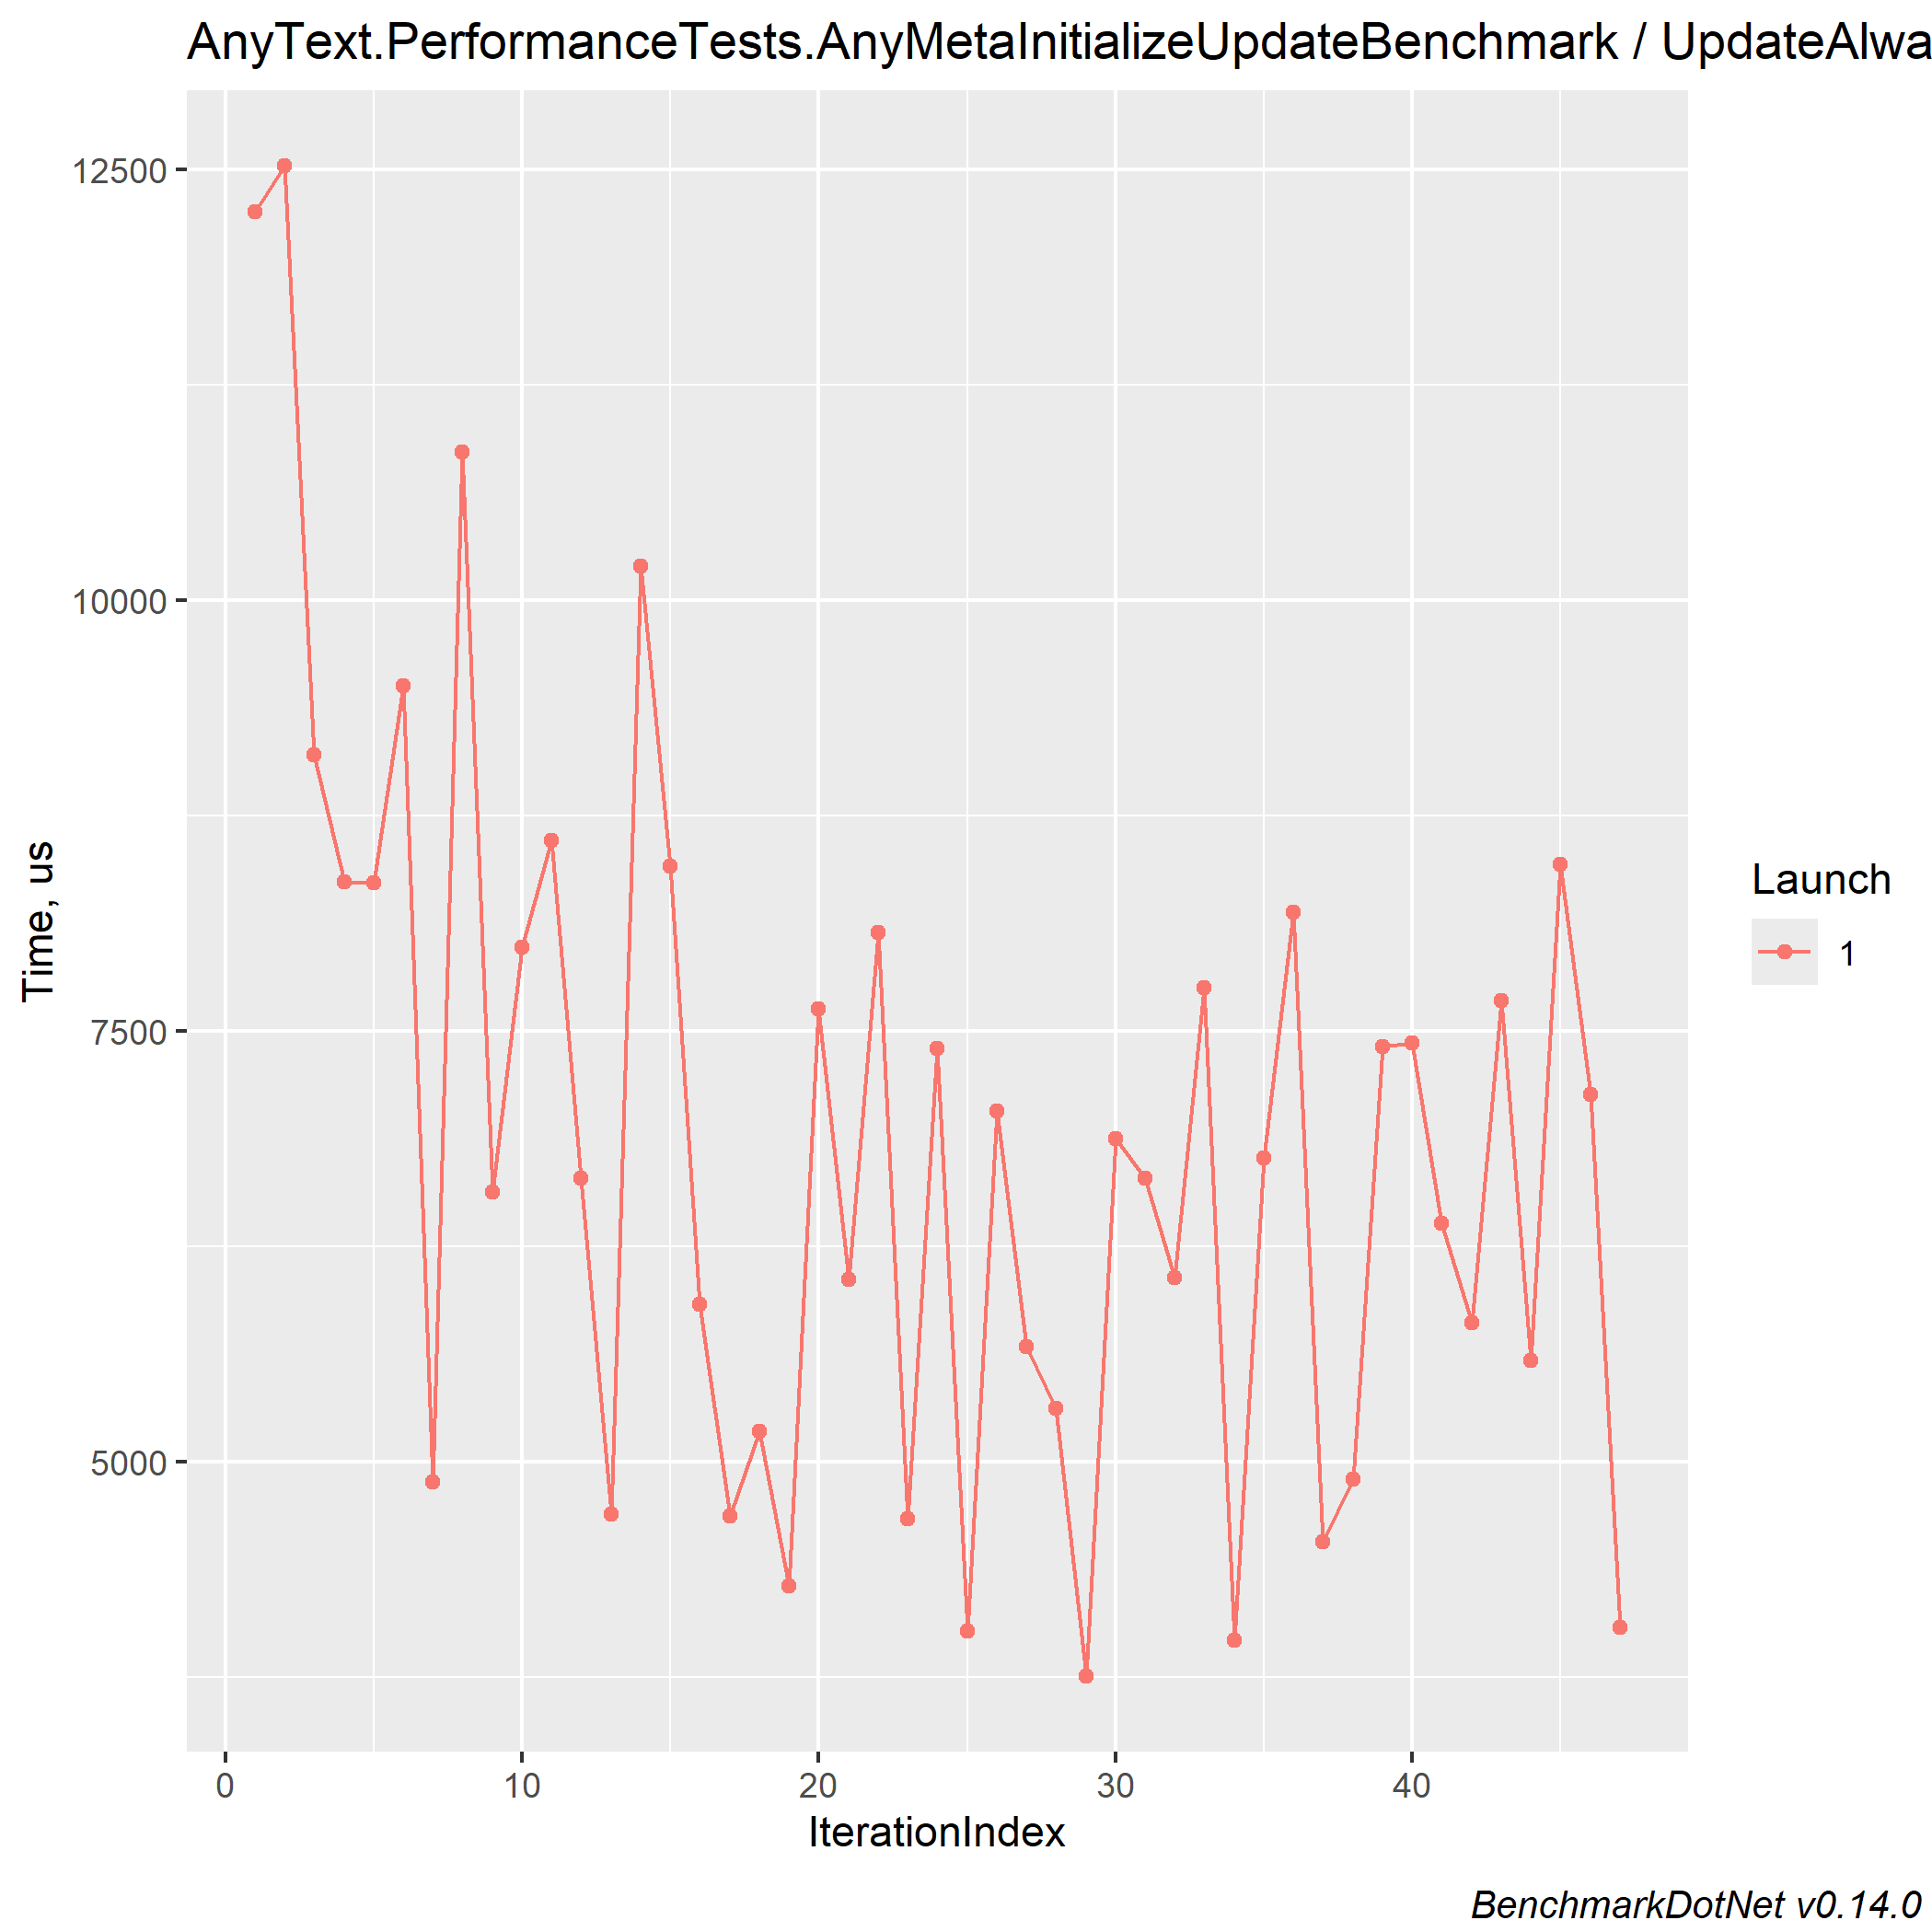 AnyText.PerformanceTests.AnyMetaInitializeUpdateBenchmark / UpdateAlwa
12500
10000
7500
5000
Time, us
0 10 20 30 40
IterationIndex
Launch
1
BenchmarkDotNet v0.14.0